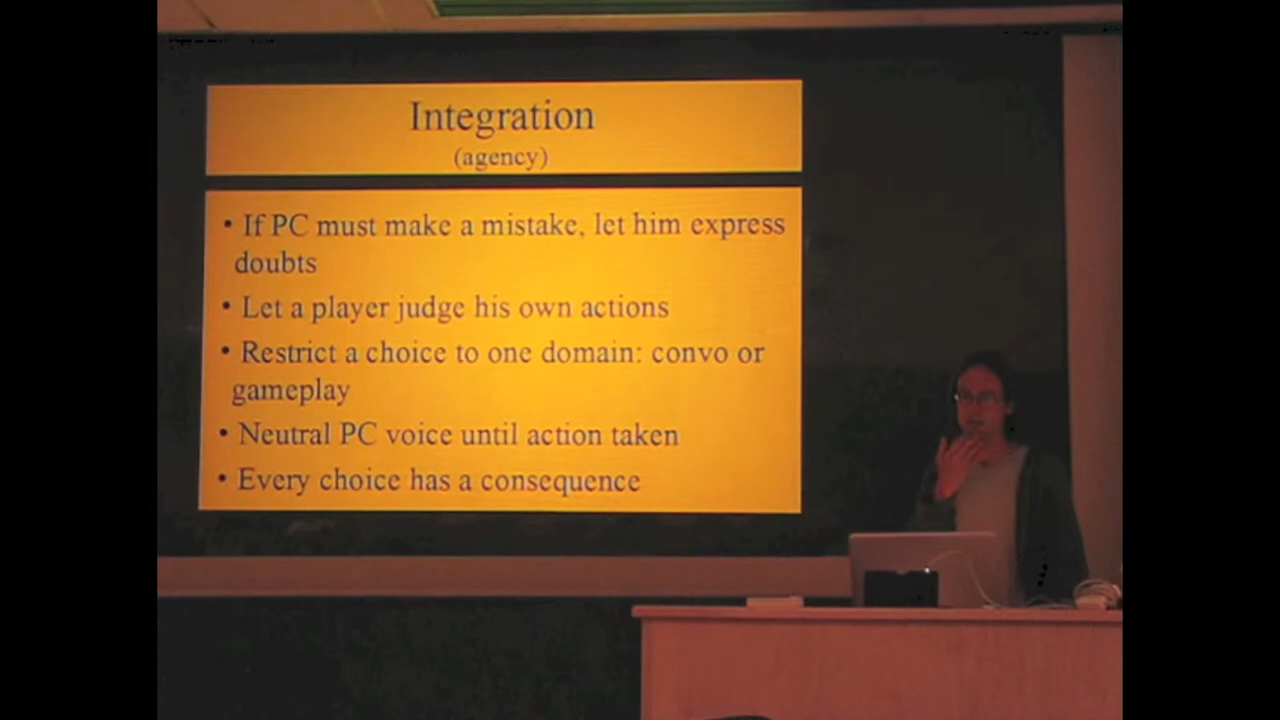 Integration
(agency)
• If PC must make a mistake, let him express
doubts
• Let a player judge his own actions
• Restrict a choice to one domain: convo or
gameplay
• Neutral PC voice until action taken
• Every choice has a consequence